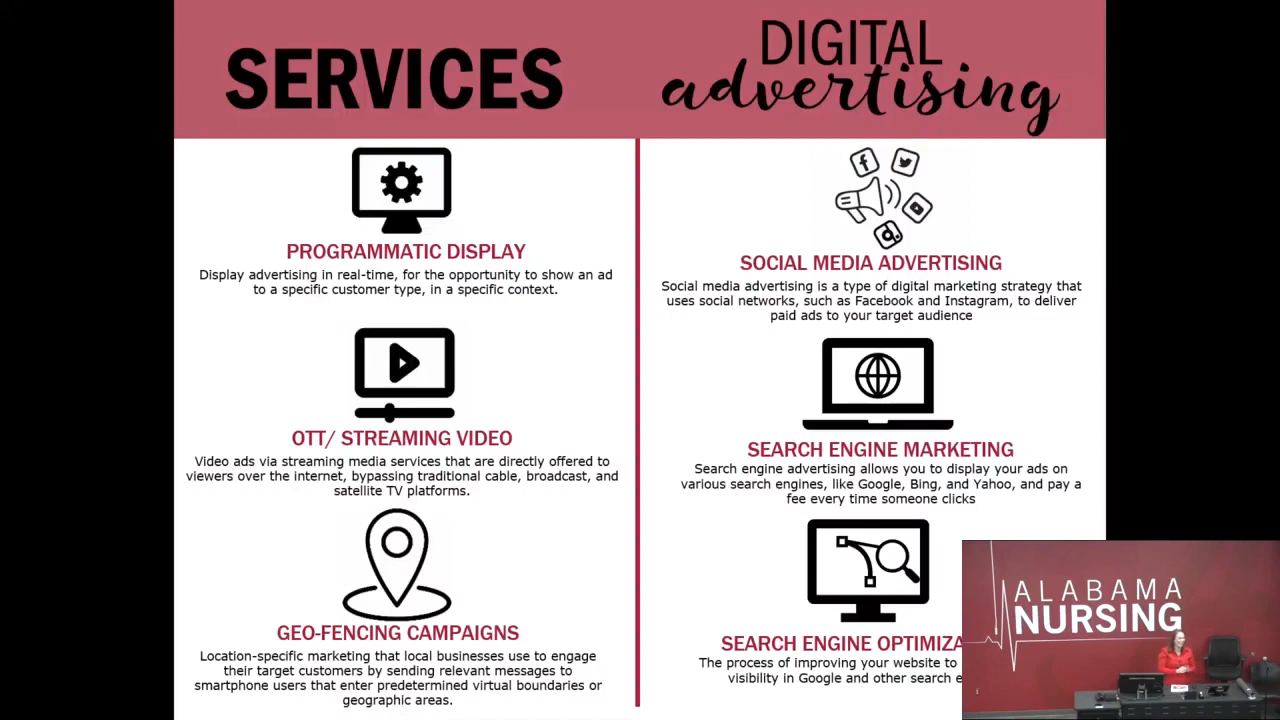 SERVICES
DIGITAL
advertising
PROGRAMMATIC DISPLAY
Display advertising in real-time, for the opportunity to show an ad
to a specific customer type, in a specific context.
OTT/ STREAMING VIDEO
Video ads via streaming media services that are directly offered to
viewers over the internet, bypassing traditional cable, broadcast, and
satellite TV platforms.
GEO-FENCING CAMPAIGNS
Location-specific marketing that local businesses use to engage
their target customers by sending relevant messages to
smartphone users that enter predetermined virtual boundaries or
geographic areas.
SOCIAL MEDIA ADVERTISING
Social media advertising is a type of digital marketing strategy that
uses social networks, such as Facebook and Instagram, to deliver
paid ads to your target audience
SEARCH ENGINE MARKETING
Search engine advertising allows you to display your ads on
various search engines, like Google, Bing, and Yahoo, and pay a
fee every time someone clicks
SEARCH ENGINE OPTIMIZA
The process of improving your website to
visibility in Google and other search e
ALABAMA
NURSING